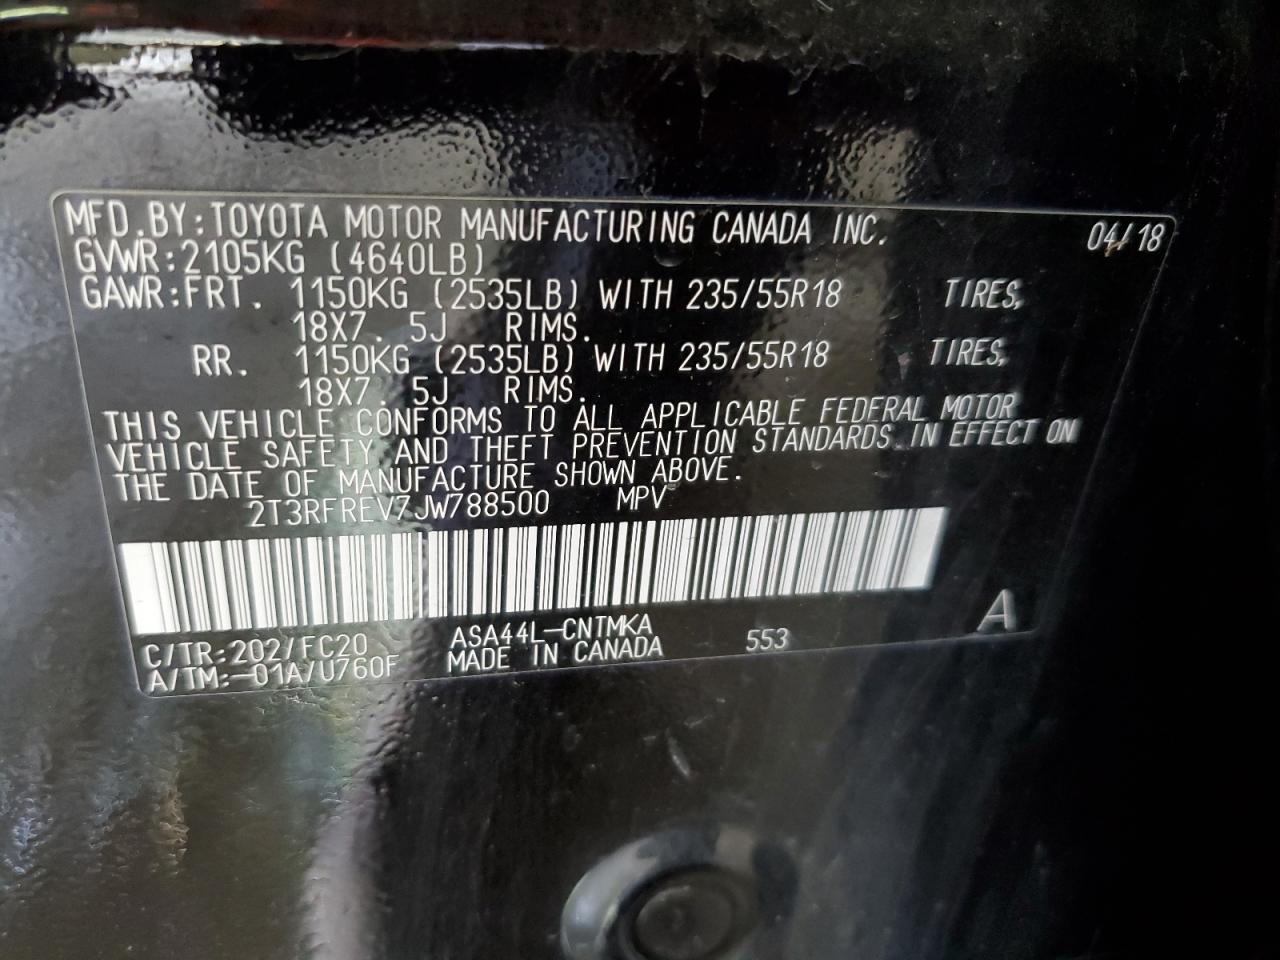 MFD.BY:TOYOTA MOTOR MANUFACTURING CANADA INC. 04/18
GVWR:2105KG (4640LB)
GAWR:FRT. 1150KG (2535LB) WITH 235/55R18 TIRES,
18X7. 5J RIMS.
RR. 1150KG (2535LB) WITH 235/55R18 TIRES,
18X7. 5J RIMS.
THIS VEHICLE CONFORMS TO ALL APPLICABLE FEDERAL MOTOR
VEHICLE SAFETY AND THEFT PREVENTION STANDARDS IN EFFECT ON
THE DATE OF MANUFACTURE SHOWN ABOVE.
2T3RFREV7JW788500 MPV
A
C/TR:202/FC20 ASA44L-CNTMKA 553
A/TM:-01A/U760F MADE IN CANADA